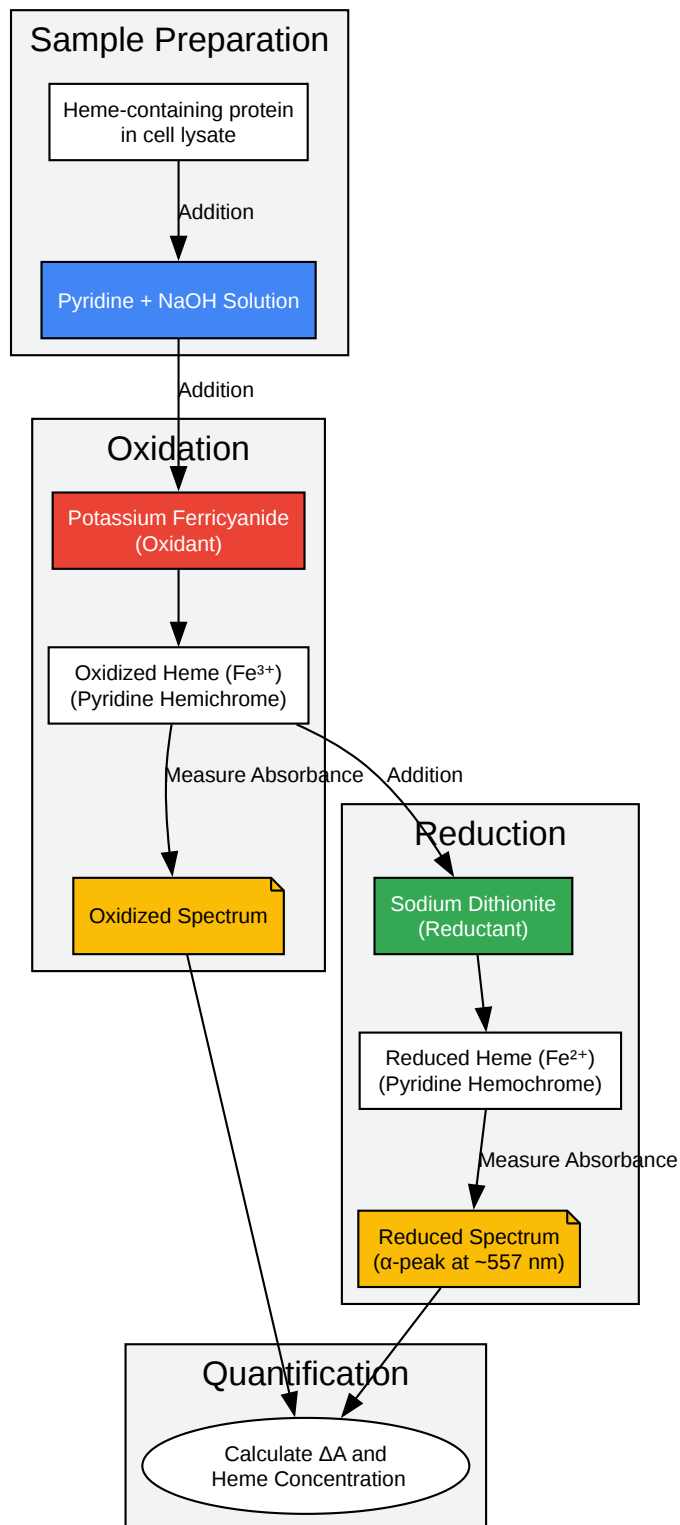 Sample Preparation
Heme-containing protein
in cell lysate
Addition
Pyridine + NaOH Solution
Addition
Oxidation
Potassium Ferricyanide
(Oxidant)
Oxidized Heme (Fe³⁺)
(Pyridine Hemichrome)
Measure Absorbance
Addition
Oxidized Spectrum
Reduction
Sodium Dithionite
(Reductant)
Reduced Heme (Fe²⁺)
(Pyridine Hemochrome)
Measure Absorbance
Reduced Spectrum
(α-peak at ~557 nm)
Quantification
Calculate ΔA and
Heme Concentration